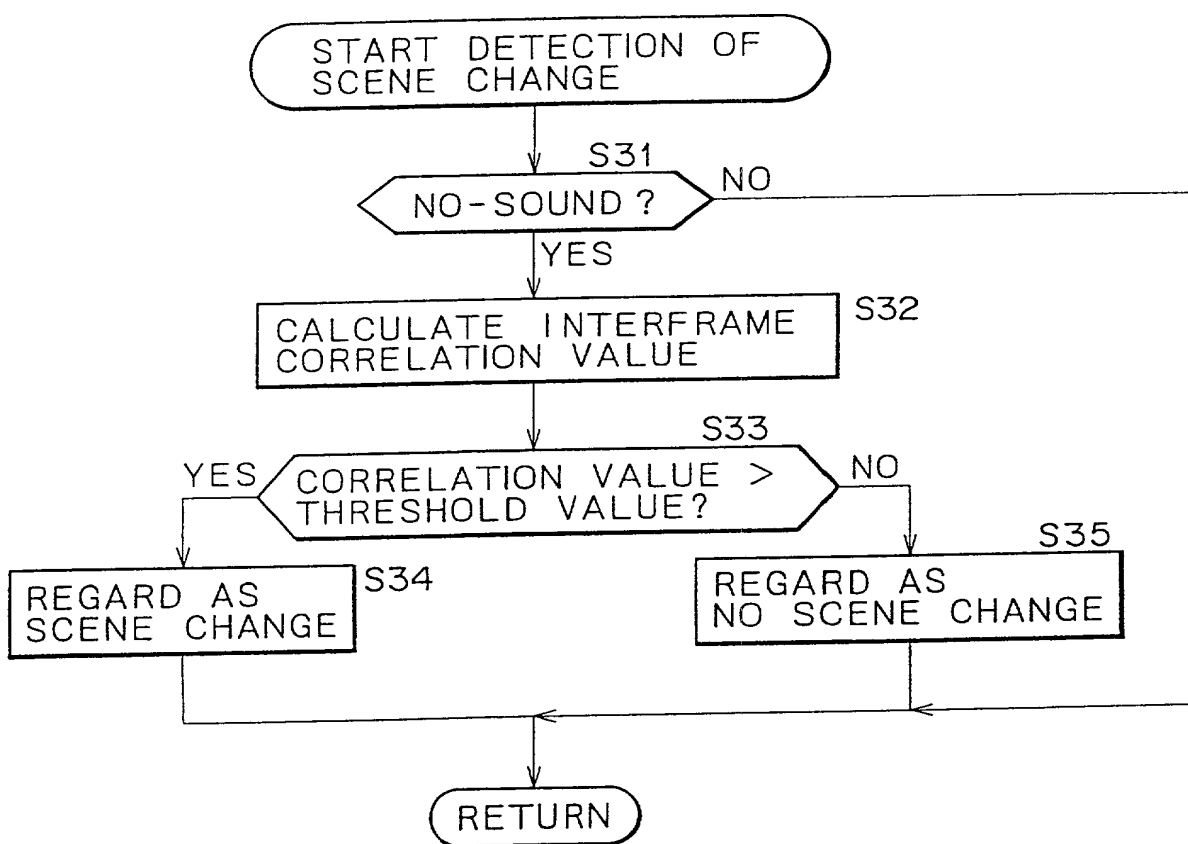 START DETECTION OF
SCENE CHANGE
S31
NO-SOUND?
NO
YES
CALCULATE INTERFRAME
CORRELATION VALUE
S32
S33
YES
CORRELATION VALUE >
THRESHOLD VALUE?
NO
REGARD AS
SCENE CHANGE
S34
S35
REGARD AS
NO SCENE CHANGE
RETURN